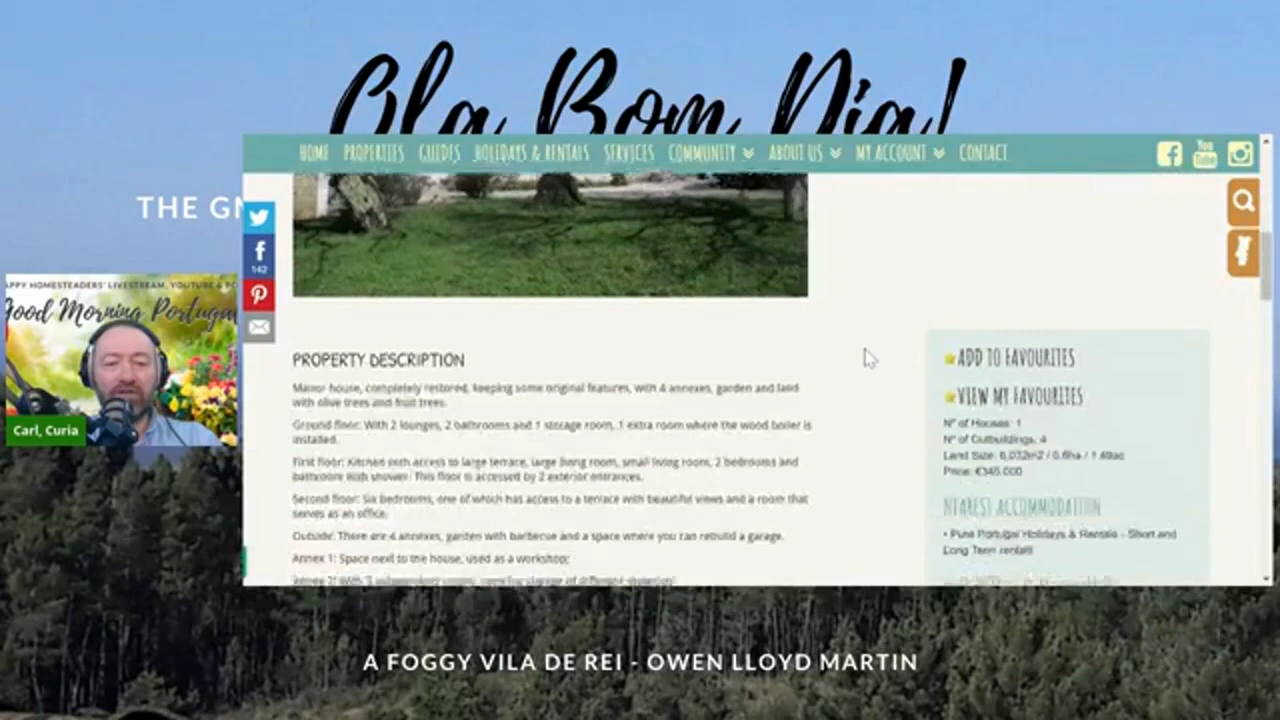 Ola Bom Dia!
HOME PROPERTIES GUIDES HOLIDAYS & RENTALS SERVICES COMMUNITY ABOUT US MY ACCOUNT CONTACT
You
Tube
THE GM
f
142
APPY HOMESTEADERS' LIVESTREAM, YOUTUBE & PO
Good Morning Portugal
Carl, Curia
PROPERTY DESCRIPTION
Manor house, completely restored, keeping some original features, with 4 annexes, garden and land
with olive trees and fruit trees.
Ground floor: With 2 lounges, 2 bathrooms and 1 storage room, 1 extra room where the wood boiler is
installed.
First floor: Kitchen with access to large terrace, large living room, small living room, 2 bedrooms and
bathroom with shower. This floor is accessed by 2 exterior entrances.
Second floor: Six bedrooms, one of which has access to a terrace with beautiful views and a room that
serves as an office.
Outside: There are 4 annexes, garden with barbecue and a space where you can rebuild a garage.
Annex 1: Space next to the house, used as a workshop;
ADD TO FAVOURITES
VIEW MY FAVOURITES
Nº of Houses: 1
Nº of Outbuildings: 4
Land Size: 6,032m2 / 0.6ha / 1.49ac
Price: €345.000
NEAREST ACCOMMODATION
• Pure Portugal Holidays & Rentals - Short and
Long Term rentals
A FOGGY VILA DE REI - OWEN LLOYD MARTIN